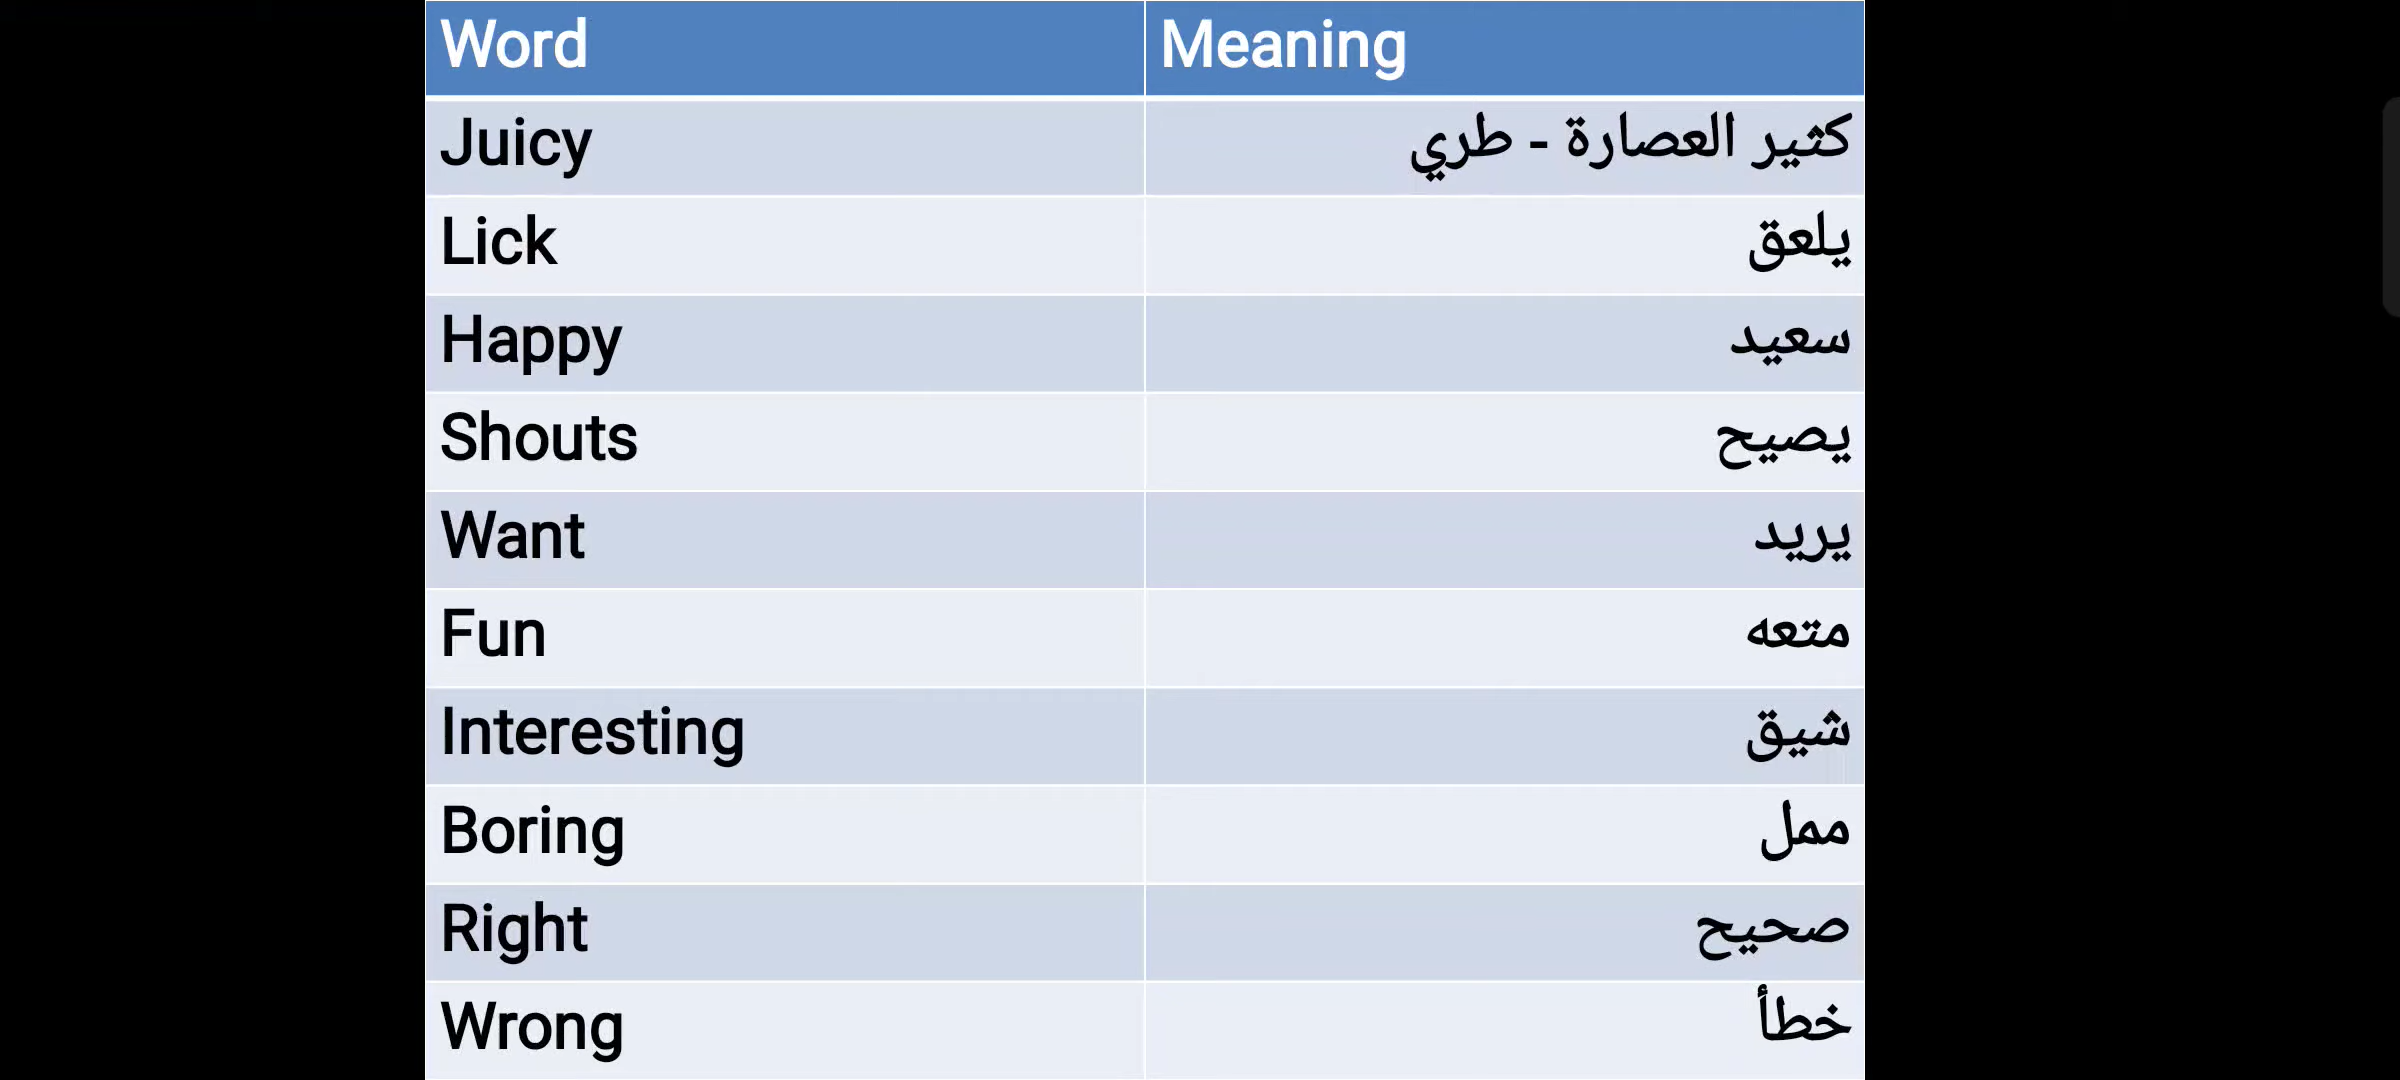 Word Meaning
Juicy كثير العصارة - طري
Lick يلعق
Happy سعيد
Shouts يصيح
Want يريد
Fun متعه
Interesting شيق
Boring ممل
Right صحيح
Wrong خطأ